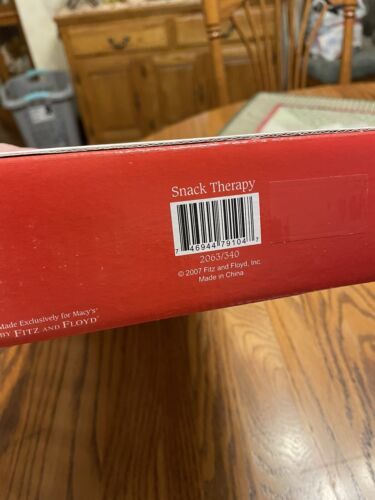 Snack Therapy
7 46944 79104 7
2063/340
© 2007 Fitz and Floyd, Inc.
Made in China
Made Exclusively for Macy's®
BY FITZ AND FLOYD®